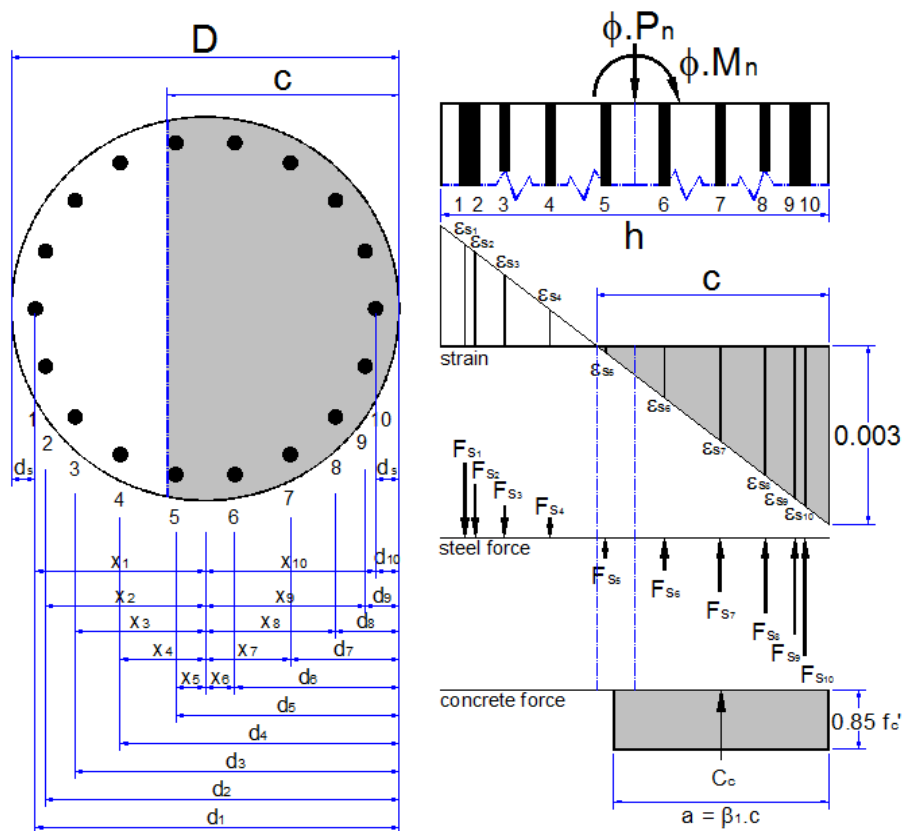 D
c
1
2
3
4
5
6
7
8
9
10
ds
ds
x1
x10
d10
x2
x9
d9
x3
x8
d8
x4
x7
d7
x5
x6
d6
d5
d4
d3
d2
d1
ϕ.Pn
ϕ.Mn
1 2 3 4 5 6 7 8 9 10
h
εs1
εs2
εs3
εs4
c
strain
εs5
εs6
εs7
εs8
εs9
εs10
0.003
Fs1
Fs2
Fs3
Fs4
steel force
Fs5
Fs6
Fs7
Fs8
Fs9
Fs10
concrete force
0.85 fc'
Cc
a = β1.c